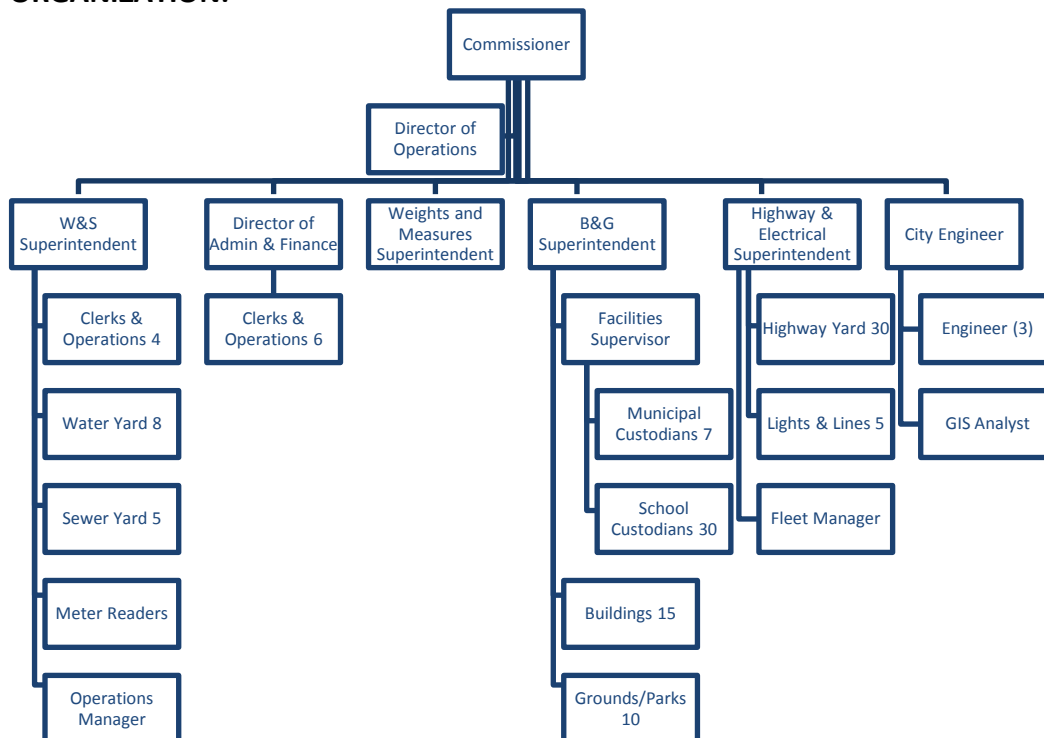 ORGANIZATION:
Commissioner
Director of
Operations
W&S
Superintendent
Director of
Admin & Finance
Weights and
Measures
Superintendent
B&G
Superintendent
Highway &
Electrical
Superintendent
City Engineer
Clerks &
Operations 4
Clerks &
Operations 6
Facilities
Supervisor
Highway Yard 30
Engineer (3)
Water Yard 8
Municipal
Custodians 7
Lights & Lines 5
GIS Analyst
Sewer Yard 5
School
Custodians 30
Fleet Manager
Meter Readers
Buildings 15
Operations
Manager
Grounds/Parks
10